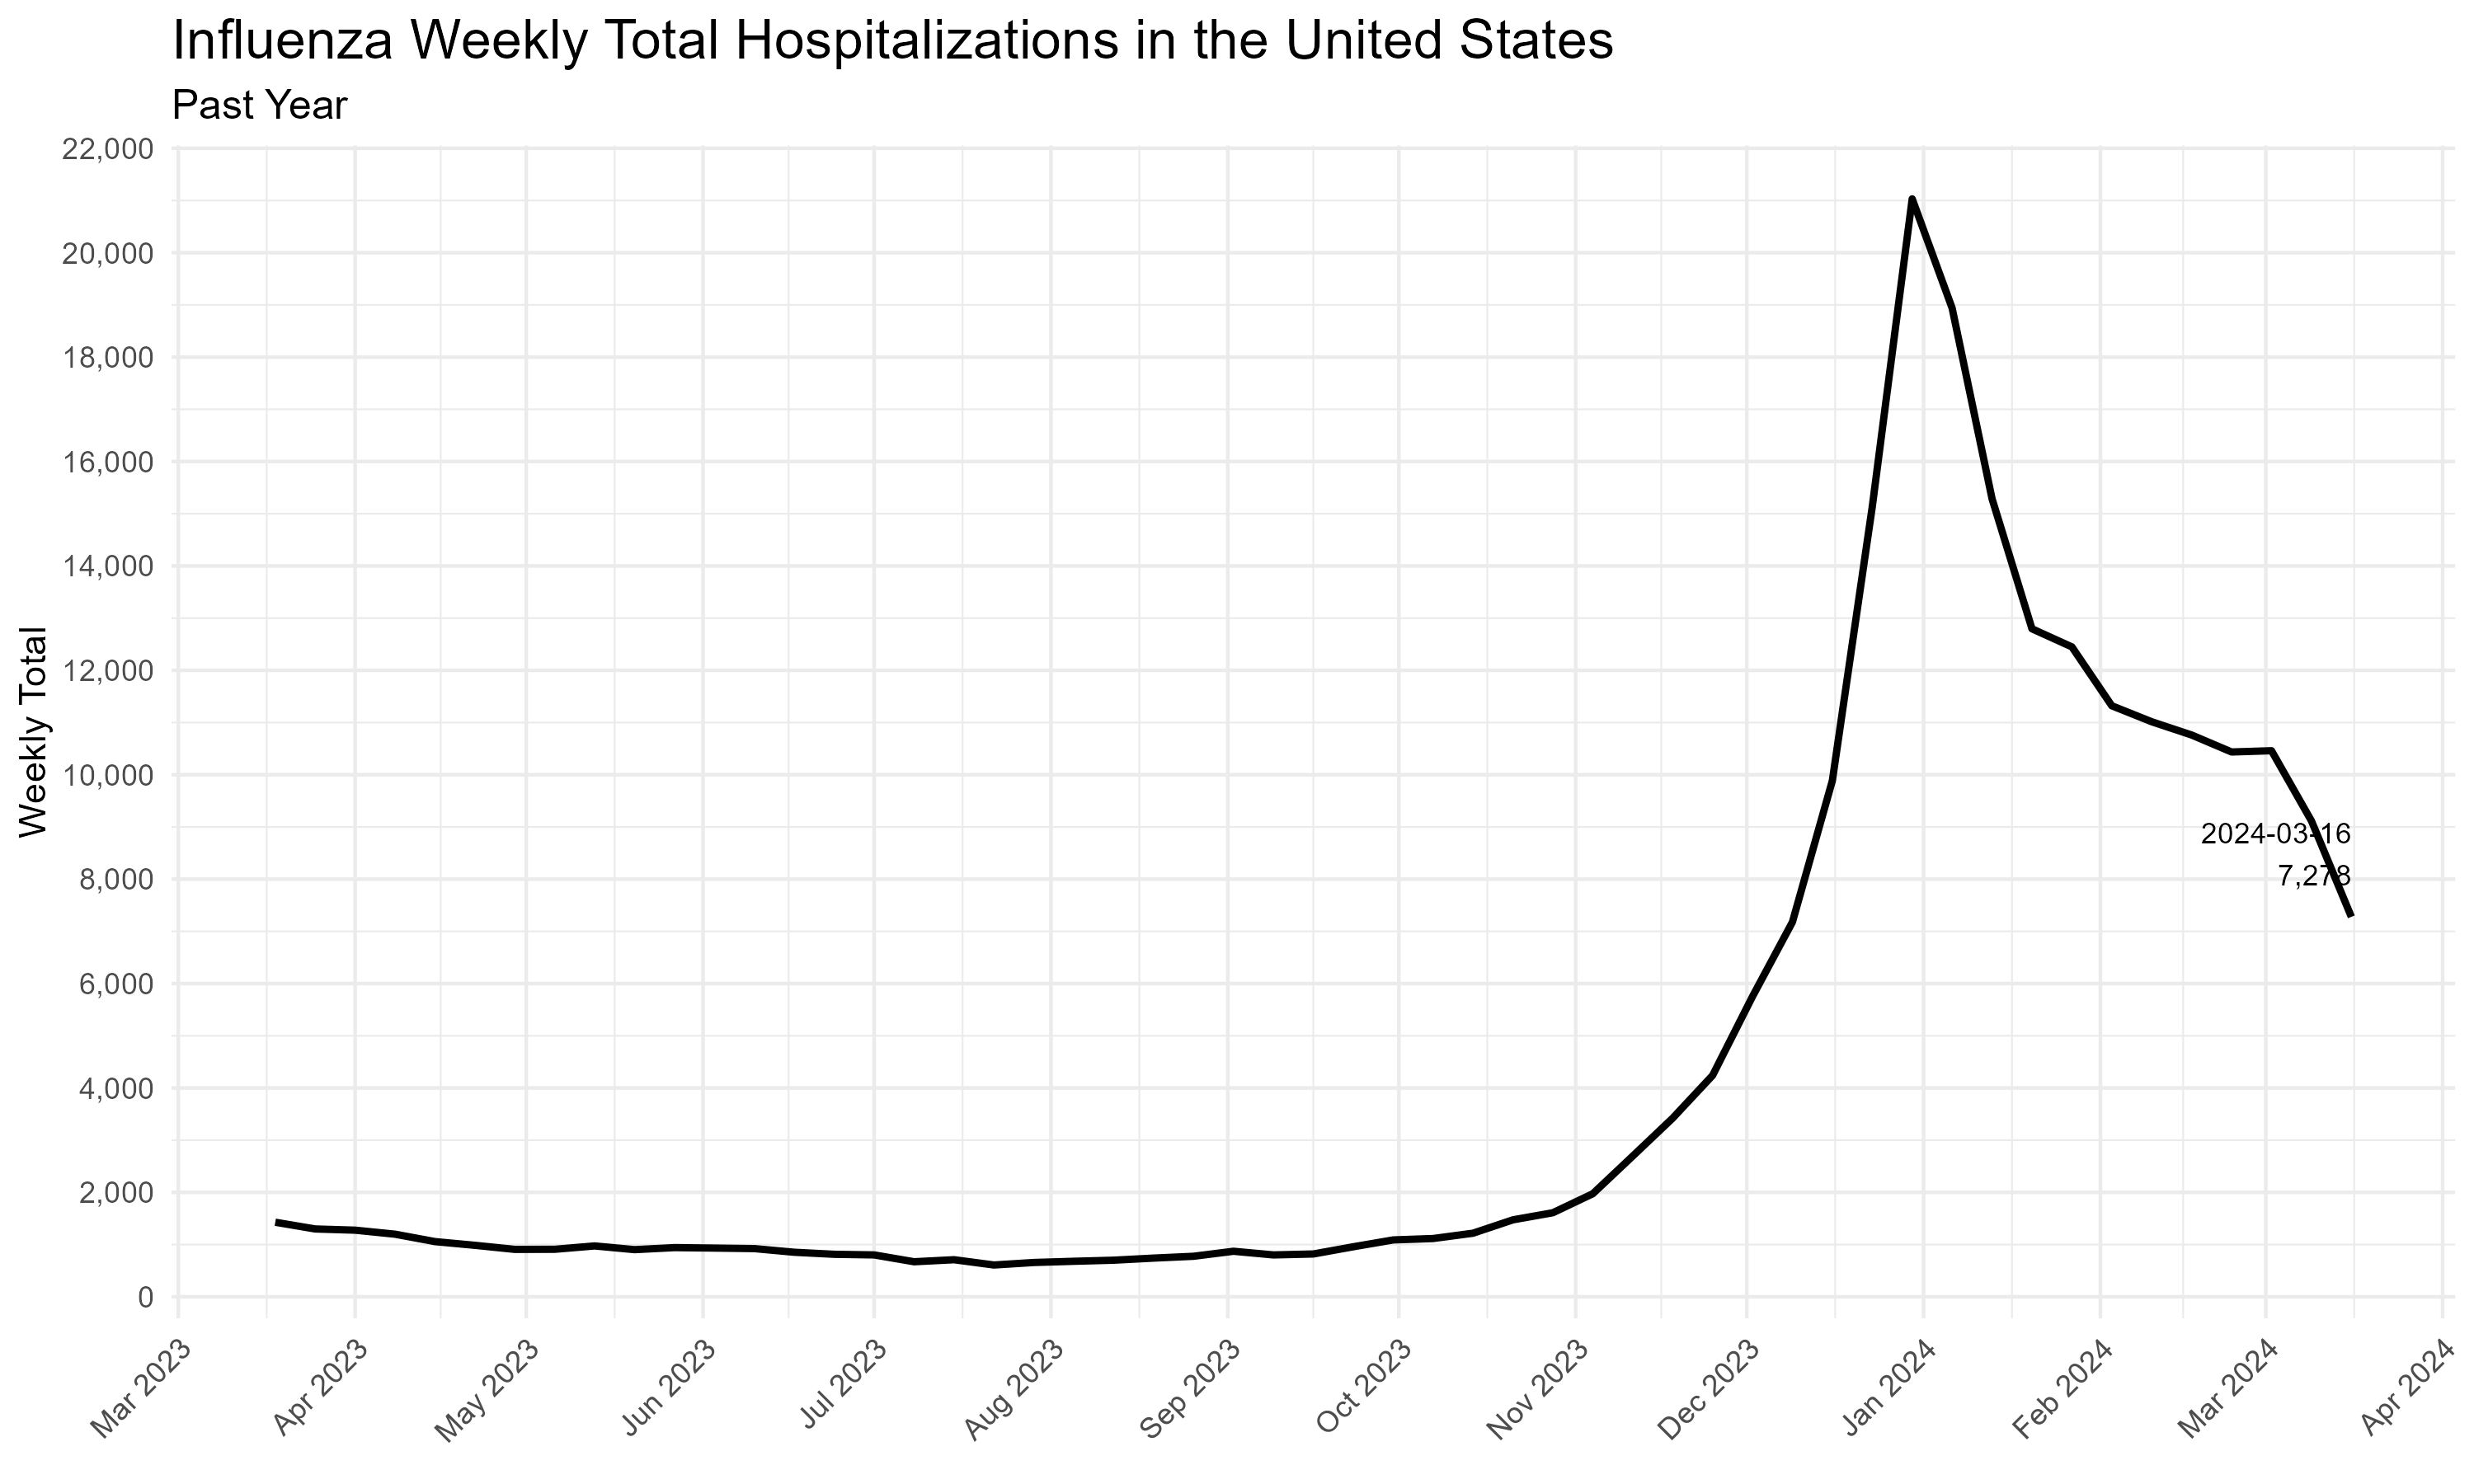 Influenza Weekly Total Hospitalizations in the United States
Past Year
22,000
20,000
18,000
16,000
14,000
12,000
10,000
8,000
6,000
4,000
2,000
0
Weekly Total
2024-03-16
7,278
Mar 2023
Apr 2023
May 2023
Jun 2023
Jul 2023
Aug 2023
Sep 2023
Oct 2023
Nov 2023
Dec 2023
Jan 2024
Feb 2024
Mar 2024
Apr 2024